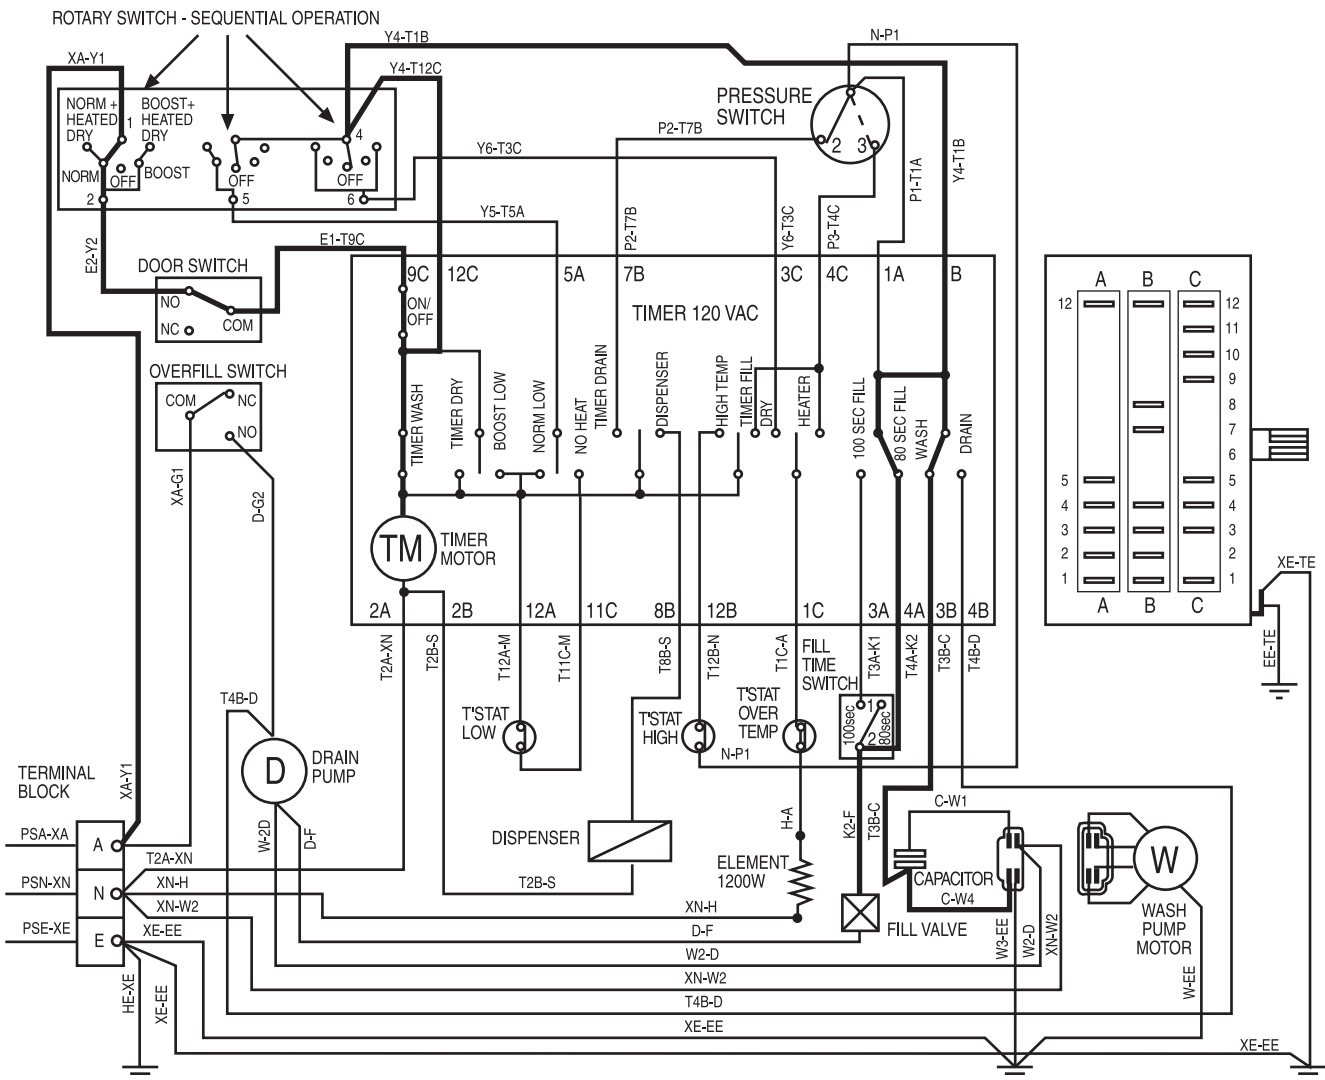 ROTARY SWITCH - SEQUENTIAL OPERATION
XA-Y1
Y4-T1B
N-P1
Y4-T12C
NORM +
HEATED
DRY
BOOST+
HEATED
DRY
1
4
NORM
OFF
BOOST
OFF
OFF
2
5
6
PRESSURE
SWITCH
2
3
P2-T7B
Y6-T3C
Y5-T5A
E1-T9C
E2-Y2
P2-T7B
Y6-T3C
P3-T4C
P1-T1A
Y4-T1B
DOOR SWITCH
NO
NC
COM
OVERFILL SWITCH
COM
NC
NO
XA-G1
D-G2
9C
12C
5A
7B
3C
4C
1A
B
ON/
OFF
TIMER 120 VAC
TIMER WASH
TIMER DRY
BOOST LOW
NORM LOW
NO HEAT
TIMER DRAIN
DISPENSER
HIGH TEMP
TIMER FILL
DRY
HEATER
100 SEC FILL
80 SEC FILL
WASH
DRAIN
TM
TIMER
MOTOR
2A
2B
12A
11C
8B
12B
1C
3A
4A
3B
4B
T2A-XN
T2B-S
T12A-M
T11C-M
T8B-S
T12B-N
T1C-A
T3A-K1
T4A-K2
T3B-C
T4B-D
A
B
C
12
12
11
10
9
8
7
6
5
5
4
4
3
3
2
2
1
1
A
B
C
XE-TE
EE-TE
FILL
TIME
SWITCH
1
2
100sec
80sec
T'STAT
LOW
T'STAT
HIGH
T'STAT
OVER
TEMP
N-P1
T4B-D
D
DRAIN
PUMP
W-2D
D-F
TERMINAL
BLOCK
XA-Y1
PSA-XA
A
PSN-XN
N
PSE-XE
E
T2A-XN
XN-H
XN-W2
XE-EE
HE-XE
XE-EE
DISPENSER
T2B-S
H-A
ELEMENT
1200W
K2-F
T3B-C
C-W1
CAPACITOR
C-W4
FILL VALVE
W
WASH
PUMP
MOTOR
W3-EE
W2-D
XN-W2
W-EE
XN-H
D-F
W2-D
XN-W2
T4B-D
XE-EE
XE-EE